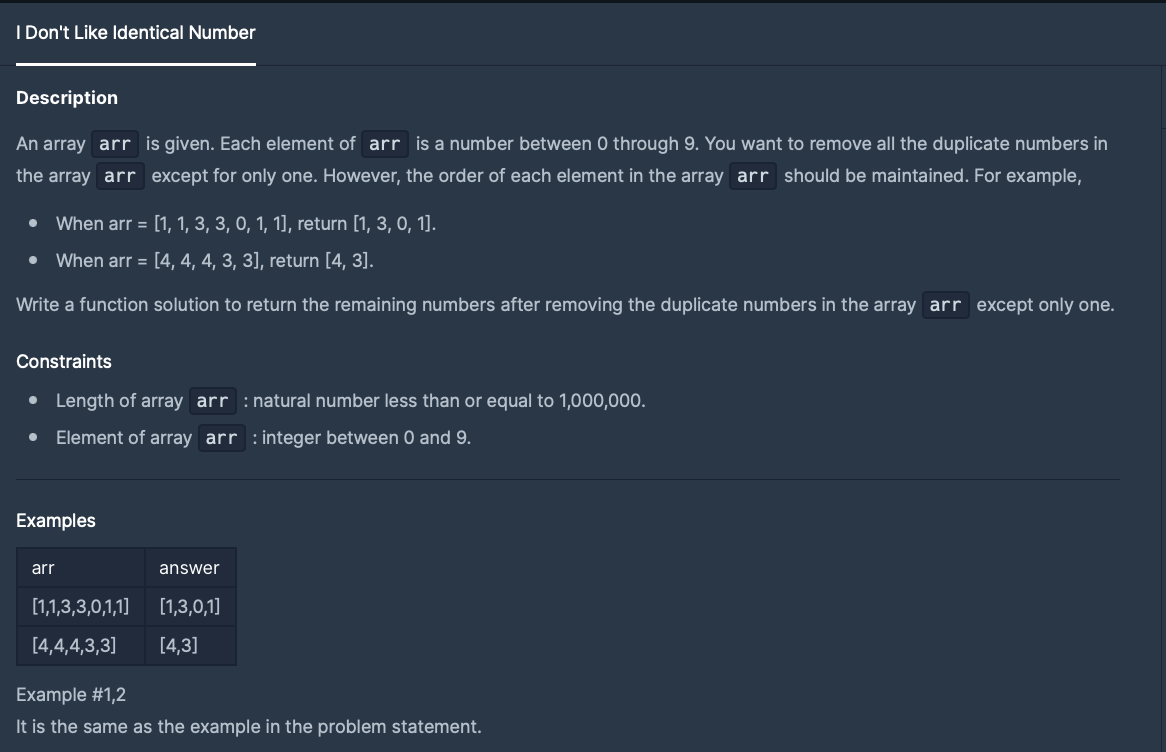 I Don't Like Identical Number
Description
An array arr is given. Each element of arr is a number between 0 through 9. You want to remove all the duplicate numbers in
the array arr except for only one. However, the order of each element in the array arr should be maintained. For example,
• When arr = [1, 1, 3, 3, 0, 1, 1], return [1, 3, 0, 1].
• When arr = [4, 4, 4, 3, 3], return [4, 3].
Write a function solution to return the remaining numbers after removing the duplicate numbers in the array arr except only one.
Constraints
• Length of array arr : natural number less than or equal to 1,000,000.
• Element of array arr : integer between 0 and 9.
Examples
arr answer
[1,1,3,3,0,1,1] [1,3,0,1]
[4,4,4,3,3] [4,3]
Example #1,2
It is the same as the example in the problem statement.